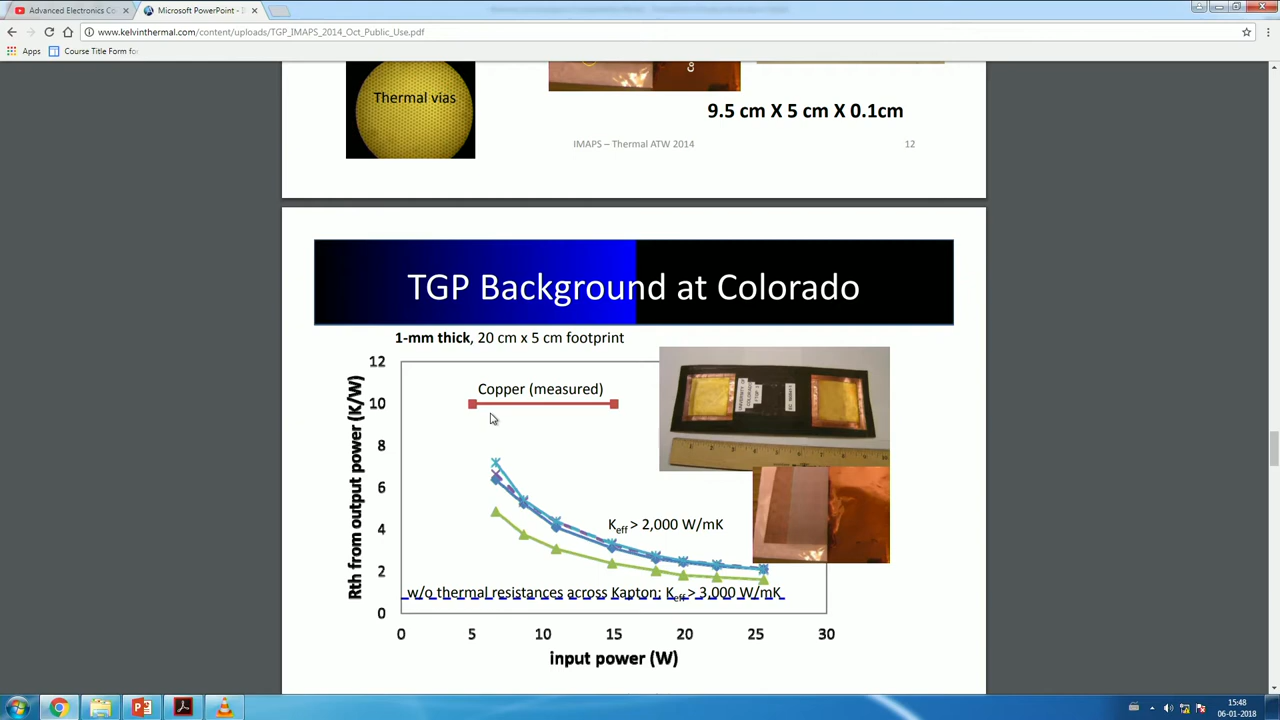 Advanced Electronics Co
Microsoft PowerPoint -
www.kelvinthermal.com/content/uploads/TGP_IMAPS_2014_Oct_Public_Use.pdf
Apps
Course Title Form for
Thermal vias
9.5 cm X 5 cm X 0.1cm
IMAPS – Thermal ATW 2014
12
TGP Background at Colorado
1-mm thick, 20 cm x 5 cm footprint
Rth from output power (K/W)
12
10
8
6
4
2
0
Copper (measured)
Keff > 2,000 W/mK
w/o thermal resistances across Kapton; Keff > 3,000 W/mK
0 5 10 15 20 25 30
input power (W)
15:48
06-01-2018